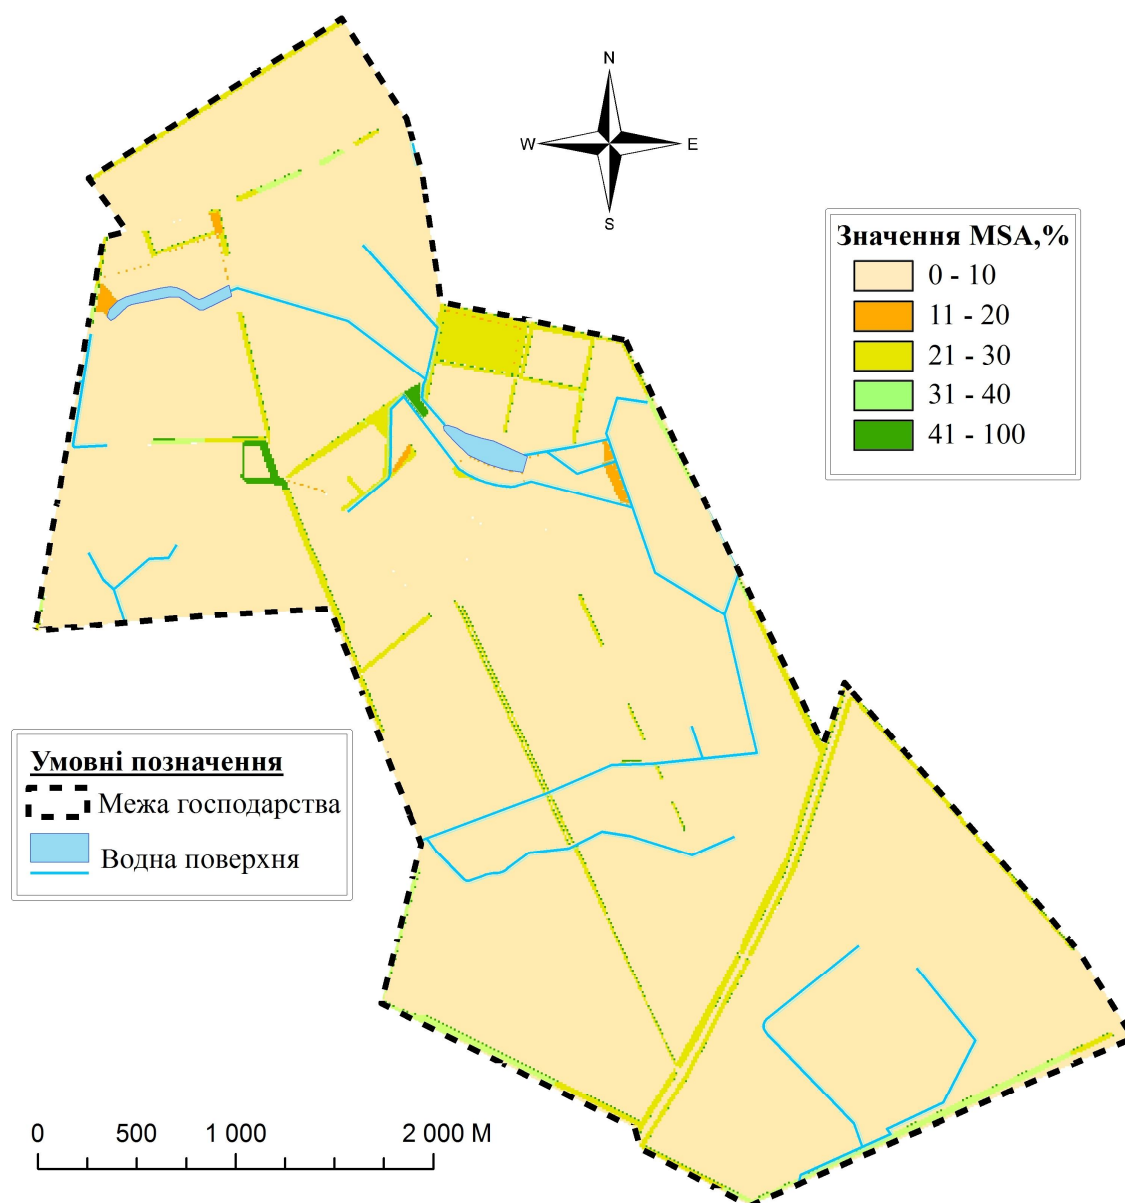 N
W
E
S
Значення MSA,%
0 - 10
11 - 20
21 - 30
31 - 40
41 - 100
Умовні позначення
Межа господарства
Водна поверхня
0 500 1 000 2 000 М